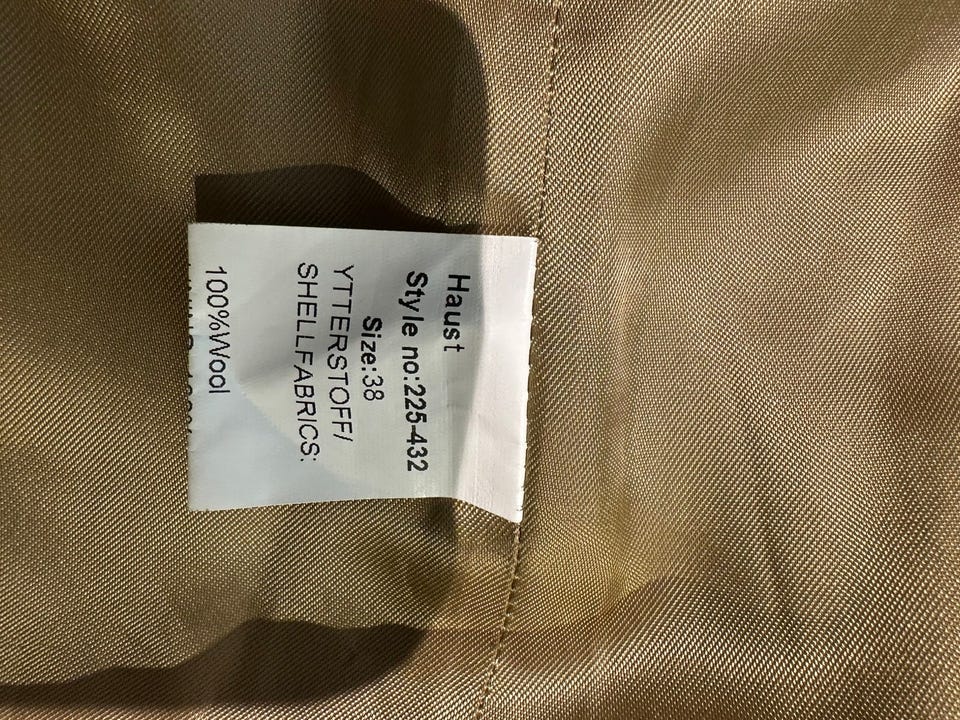 Haust
Style no:225-432
Size:38
YTTERSTOFF/
SHELLFABRICS:
100%Wool